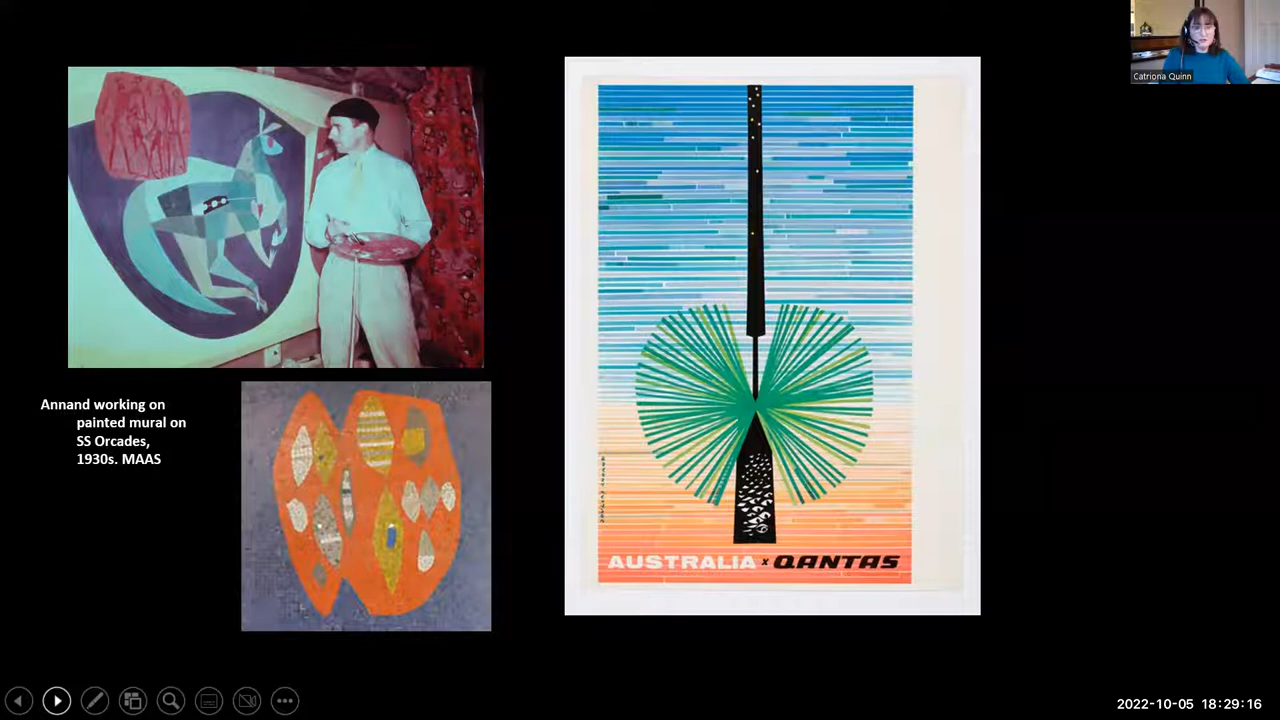 Catriona Quinn
Annand working on
painted mural on
SS Orcades,
1930s. MAAS
AUSTRALIA x QANTAS
2022-10-05 18:29:16